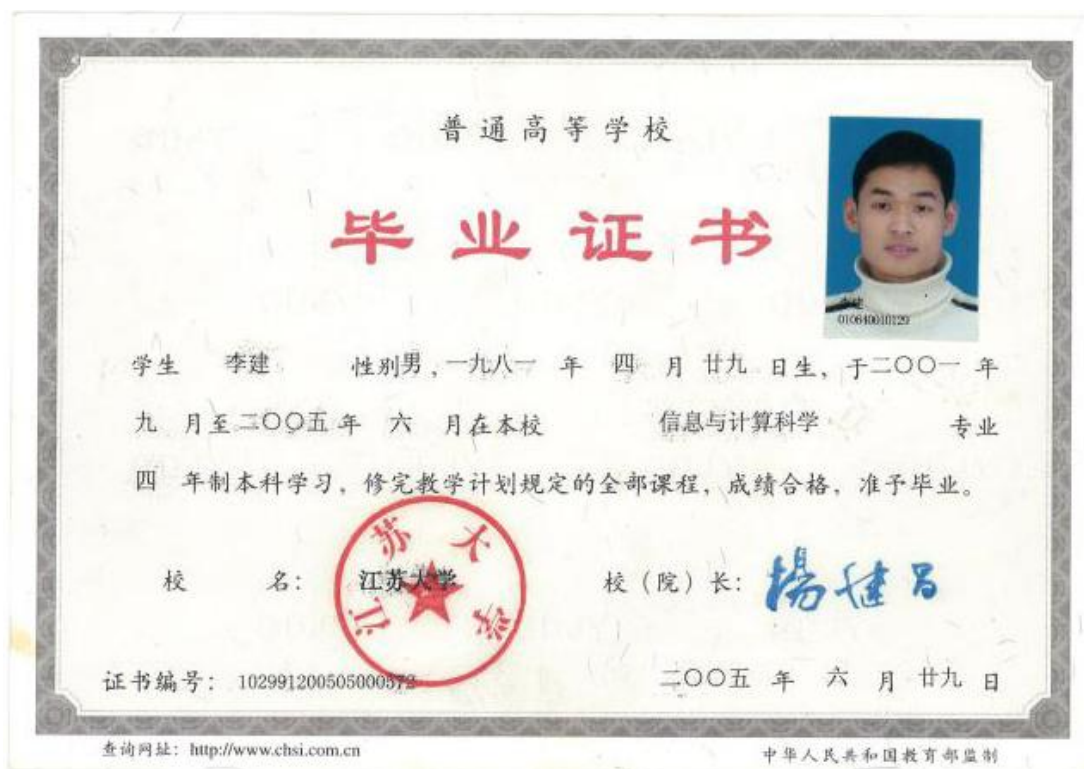 普通高等学校
毕业证书
李建
010640010129
学生 李建 性别男，一九八一 年 四 月 廿九 日生，于二〇〇一 年
九 月至二〇〇五年 六 月在本校 信息与计算科学 专业
四 年制本科学习，修完教学计划规定的全部课程，成绩合格，准予毕业。
校 名： 江苏大学 校（院）长：杨健昌
江苏大学
证书编号： 102991200505000572 二〇〇五 年 六 月 廿九 日
查询网址：http://www.chsi.com.cn 中华人民共和国教育部监制